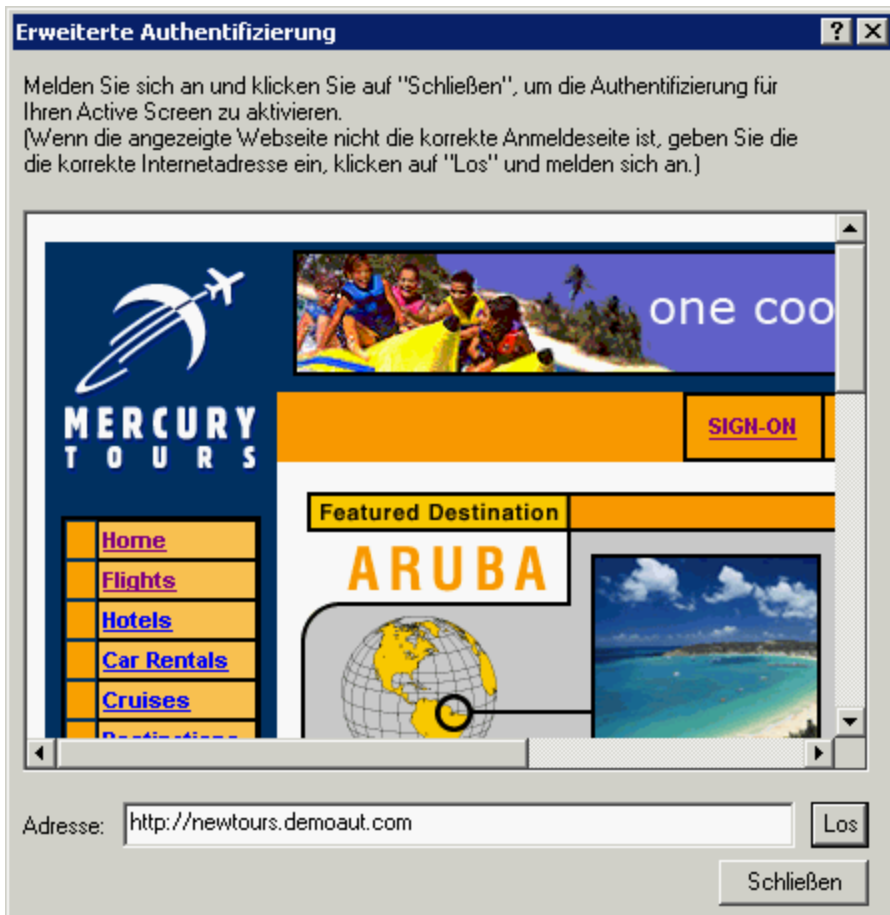 Erweiterte Authentifizierung
Melden Sie sich an und klicken Sie auf "Schließen", um die Authentifizierung für
Ihren Active Screen zu aktivieren.
(Wenn die angezeigte Webseite nicht die korrekte Anmeldeseite ist, geben Sie die
die korrekte Internetadresse ein, klicken auf "Los" und melden sich an.)
one coo
MERCURY
TOURS
SIGN-ON
Featured Destination
ARUBA
Home
Flights
Hotels
Car Rentals
Cruises
Destinations
Adresse: http://newtours.demoaut.com Los
Schließen